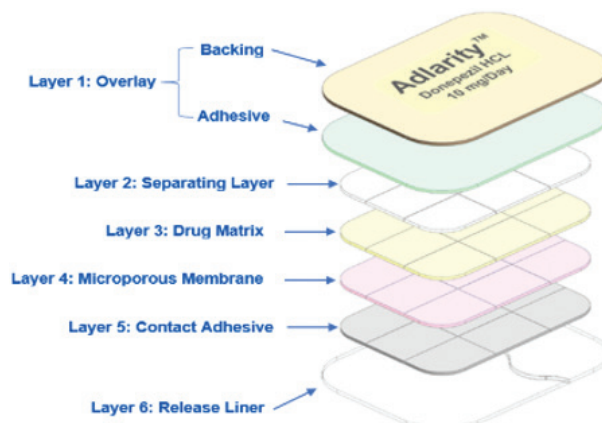 Backing
Layer 1: Overlay
Adhesive
Adlarity™
Donepezil HCL
10 mg/Day
Layer 2: Separating Layer
Layer 3: Drug Matrix
Layer 4: Microporous Membrane
Layer 5: Contact Adhesive
Layer 6: Release Liner